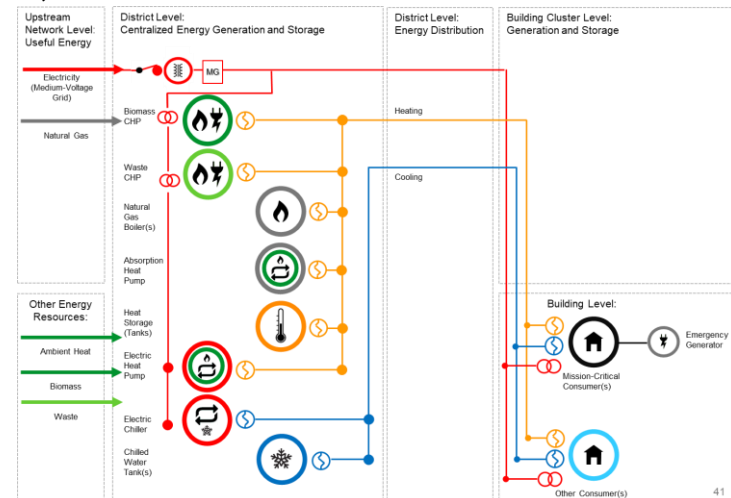 Upstream
Network Level:
Useful Energy
District Level:
Centralized Energy Generation and Storage
District Level:
Energy Distribution
Building Cluster Level:
Generation and Storage
Electricity
(Medium-Voltage
Grid)
MG
Natural Gas
Biomass
CHP
Heating
Waste
CHP
Cooling
Natural
Gas
Boiler(s)
Absorption
Heat
Pump
Other Energy
Resources:
Building Level:
Heat
Storage
(Tanks)
Emergency
Generator
Ambient Heat
Electric
Heat
Pump
Mission-Critical
Consumer(s)
Biomass
Waste
Electric
Chiller
Chilled
Water
Tank(s)
Other Consumer(s)
41